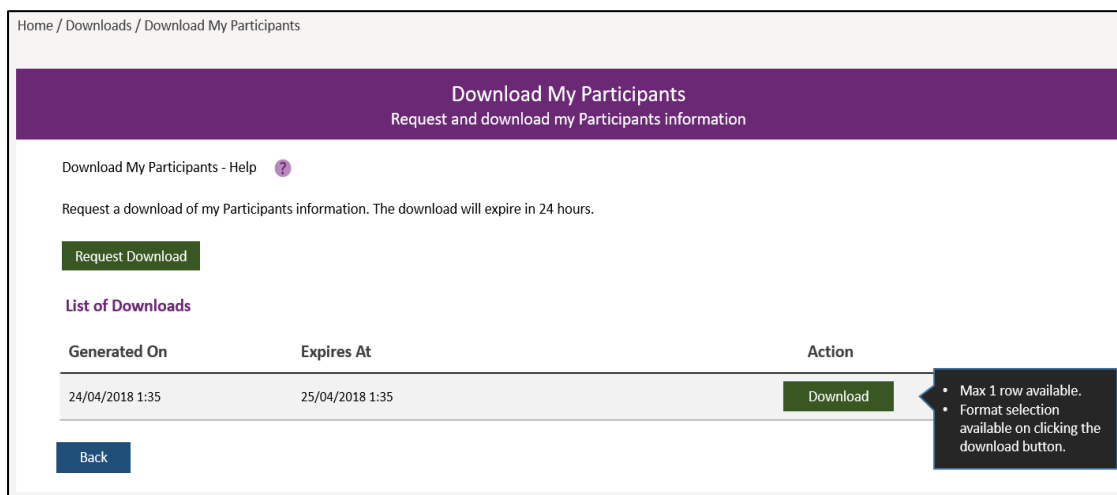 Home / Downloads / Download My Participants
Download My Participants
Request and download my Participants information
Download My Participants - Help ?
Request a download of my Participants information. The download will expire in 24 hours.
Request Download
List of Downloads
Generated On Expires At Action
24/04/2018 1:35 25/04/2018 1:35 Download
• Max 1 row available.
• Format selection
available on clicking the
download button.
Back